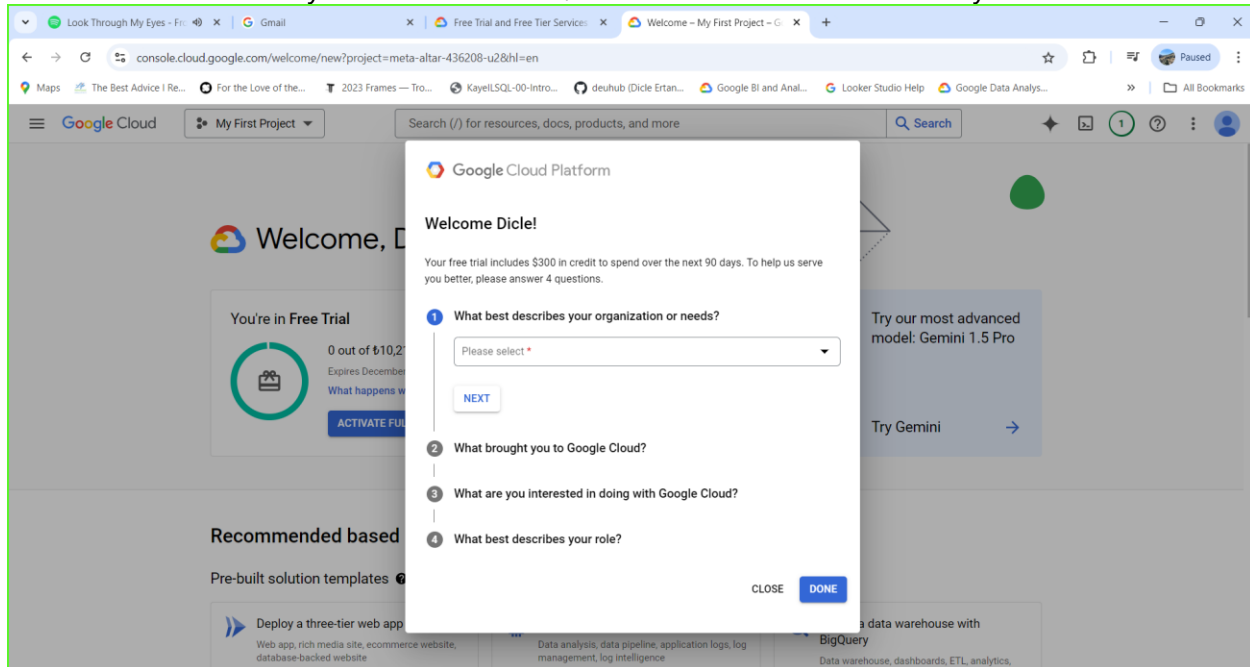 Look Through My Eyes - Fro
Gmail
Free Trial and Free Tier Services
Welcome – My First Project – G
console.cloud.google.com/welcome/new?project=meta-altar-436208-u2&hl=en
Paused
Maps
The Best Advice I Re...
For the Love of the...
2023 Frames — Tro...
KayelLSQL-00-Intro...
deuhub (Dicle Ertan...
Google BI and Anal...
Looker Studio Help
Google Data Analys...
All Bookmarks
Google Cloud
My First Project
Search (/) for resources, docs, products, and more
Search
1
Google Cloud Platform
Welcome, D
Welcome Dicle!
Your free trial includes $300 in credit to spend over the next 90 days. To help us serve
you better, please answer 4 questions.
1 What best describes your organization or needs?
Please select *
NEXT
2 What brought you to Google Cloud?
3 What are you interested in doing with Google Cloud?
4 What best describes your role?
CLOSE
DONE
You're in Free Trial
0 out of ₺10,21
Expires December
What happens w
ACTIVATE FUL
Try our most advanced
model: Gemini 1.5 Pro
Try Gemini
Recommended based
Pre-built solution templates
Deploy a three-tier web app
Web app, rich media site, ecommerce website,
database-backed website
Data analysis, data pipeline, application logs, log
management, log intelligence
a data warehouse with
BigQuery
Data warehouse, dashboards, ETL, analytics,